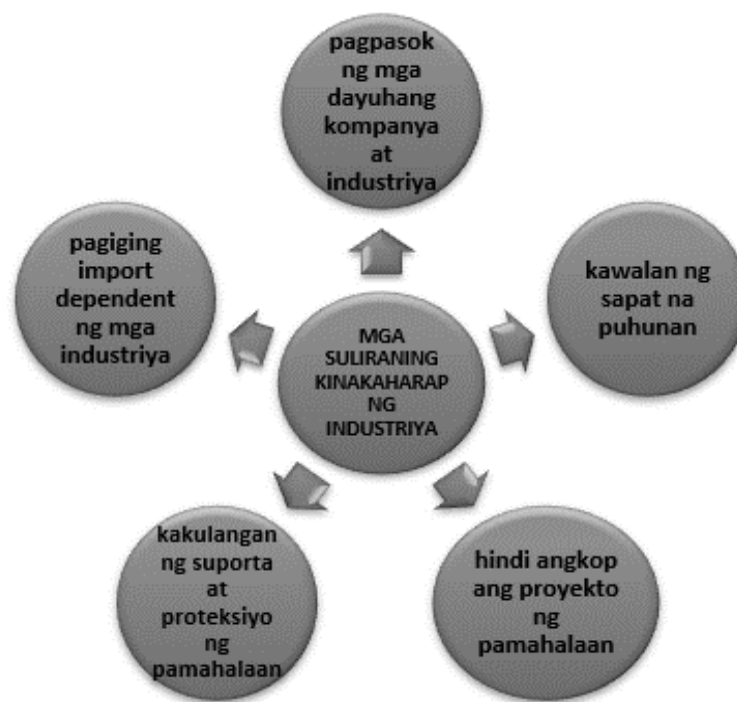 pagpasok
ng mga
dayuhang
kompanya
at
industriya
pagiging
import
dependent
ng mga
industriya
kawalan ng
sapat na
puhunan
MGA
SULIRANING
KINAKAHARAP
NG
INDUSTRIYA
kakulangan
ng suporta
at
proteksiyo
ng
pamahalaan
hindi angkop
ang proyekto
ng
pamahalaan